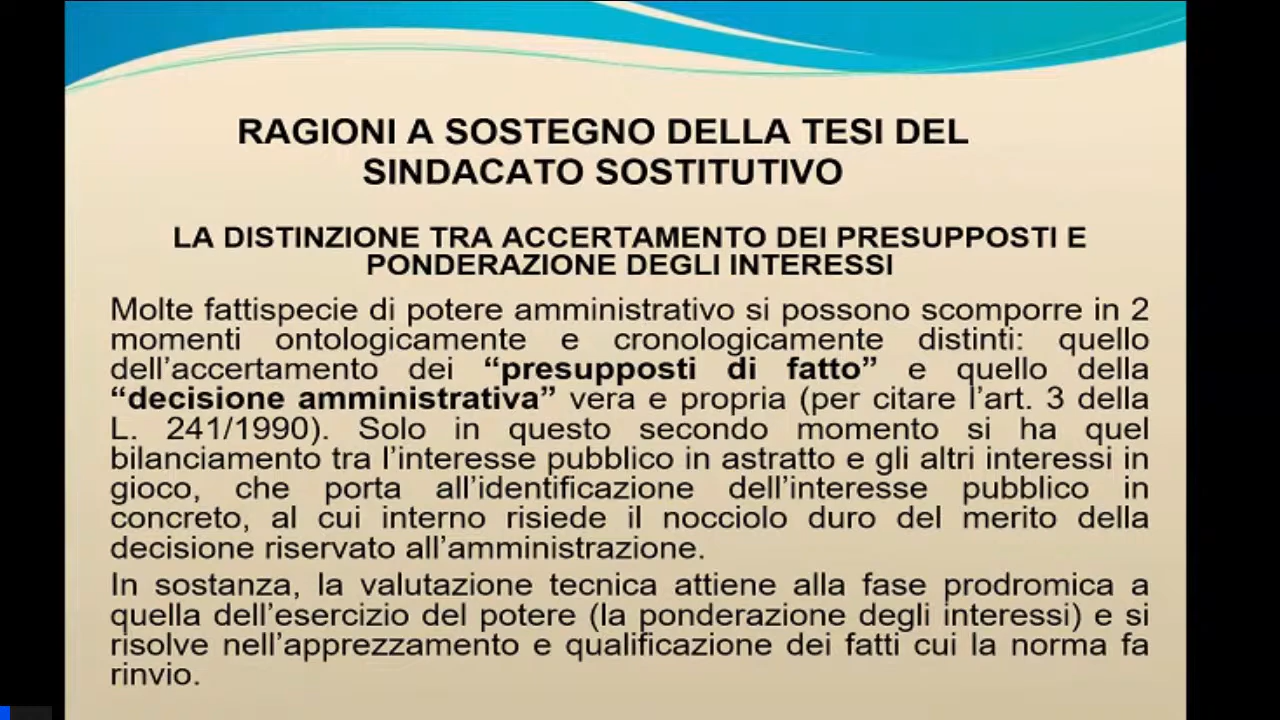 RAGIONI A SOSTEGNO DELLA TESI DEL
SINDACATO SOSTITUTIVO
LA DISTINZIONE TRA ACCERTAMENTO DEI PRESUPPOSTI E
PONDERAZIONE DEGLI INTERESSI
Molte fattispecie di potere amministrativo si possono scomporre in 2
momenti ontologicamente e cronologicamente distinti: quello
dell’accertamento dei “presupposti di fatto” e quello della
“decisione amministrativa” vera e propria (per citare l’art. 3 della
L. 241/1990). Solo in questo secondo momento si ha quel
bilanciamento tra l’interesse pubblico in astratto e gli altri interessi in
gioco, che porta all’identificazione dell’interesse pubblico in
concreto, al cui interno risiede il nocciolo duro del merito della
decisione riservato all’amministrazione.
In sostanza, la valutazione tecnica attiene alla fase prodromica a
quella dell’esercizio del potere (la ponderazione degli interessi) e si
risolve nell’apprezzamento e qualificazione dei fatti cui la norma fa
rinvio.